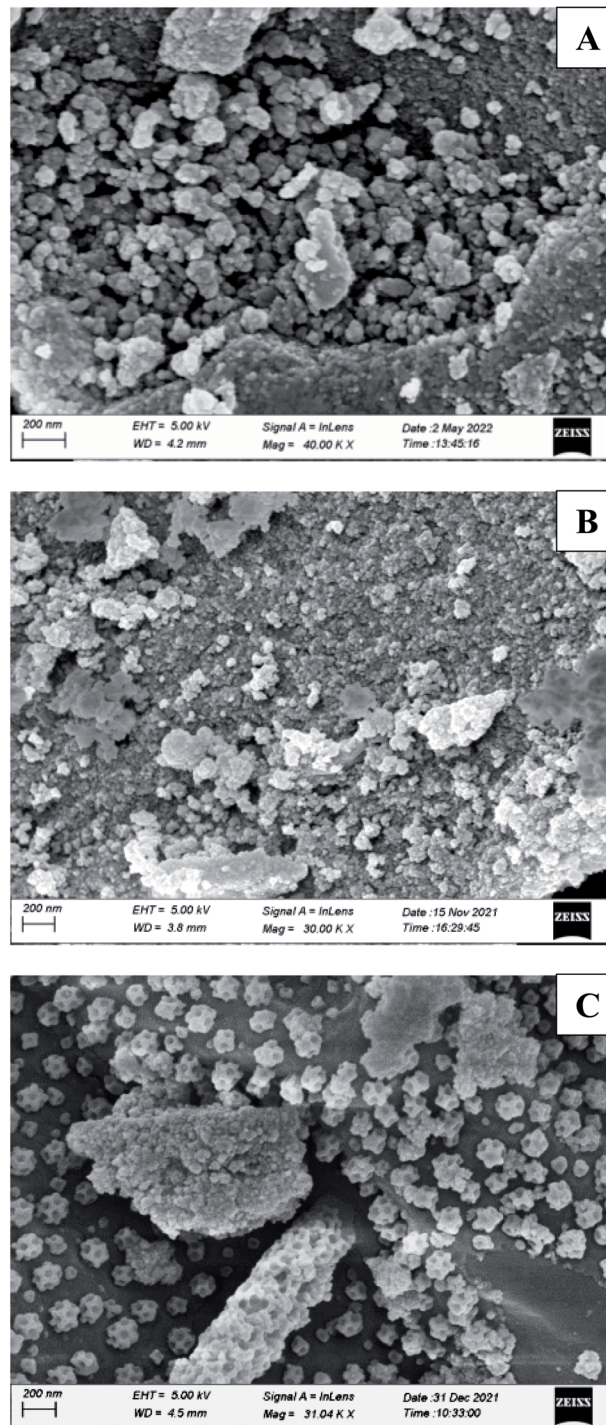 A
200 nm EHT = 5.00 kV Signal A = InLens Date :2 May 2022 ZEISS
WD = 4.2 mm Mag = 40.00 K X Time :13:45:16
B
200 nm EHT = 5.00 kV Signal A = InLens Date :15 Nov 2021 ZEISS
WD = 3.8 mm Mag = 30.00 K X Time :16:29:45
C
200 nm EHT = 5.00 kV Signal A = InLens Date :31 Dec 2021 ZEISS
WD = 4.5 mm Mag = 31.04 K X Time :10:33:00